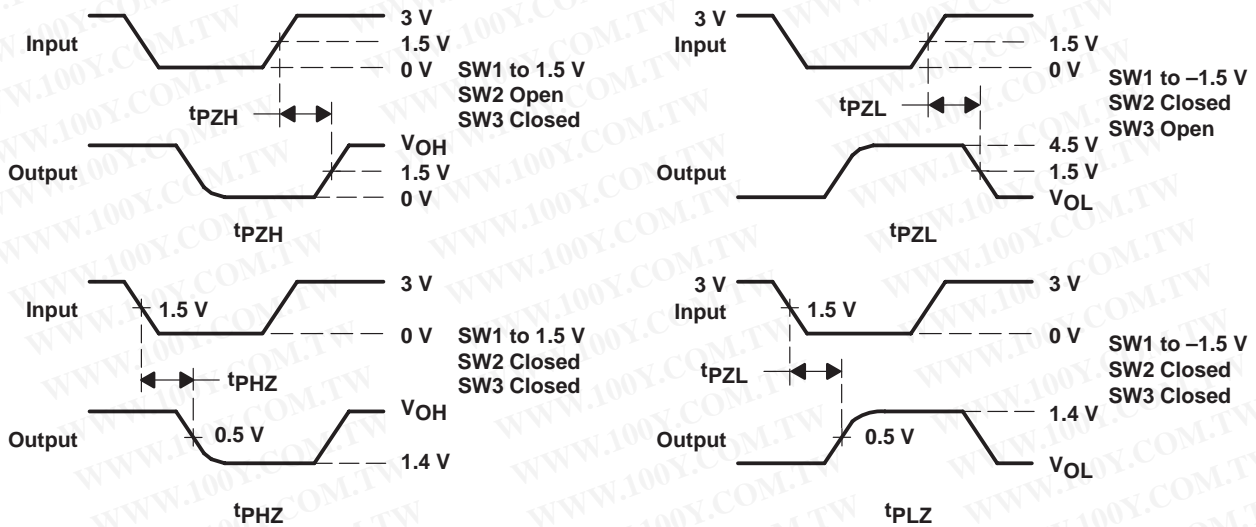 3 V
Input
1.5 V
0 V
SW1 to 1.5 V
SW2 Open
SW3 Closed
tPZH
VOH
Output
1.5 V
0 V
tPZH
3 V
Input
1.5 V
0 V
SW1 to –1.5 V
SW2 Closed
SW3 Open
tPZL
4.5 V
Output
1.5 V
VOL
tPZL
3 V
Input
1.5 V
0 V
SW1 to 1.5 V
SW2 Closed
SW3 Closed
tPHZ
VOH
Output
0.5 V
1.4 V
tPHZ
3 V
3 V
Input
1.5 V
0 V
SW1 to –1.5 V
SW2 Closed
SW3 Closed
tPZL
1.4 V
Output
0.5 V
VOL
tPLZ
WWW.100Y.COM.TW